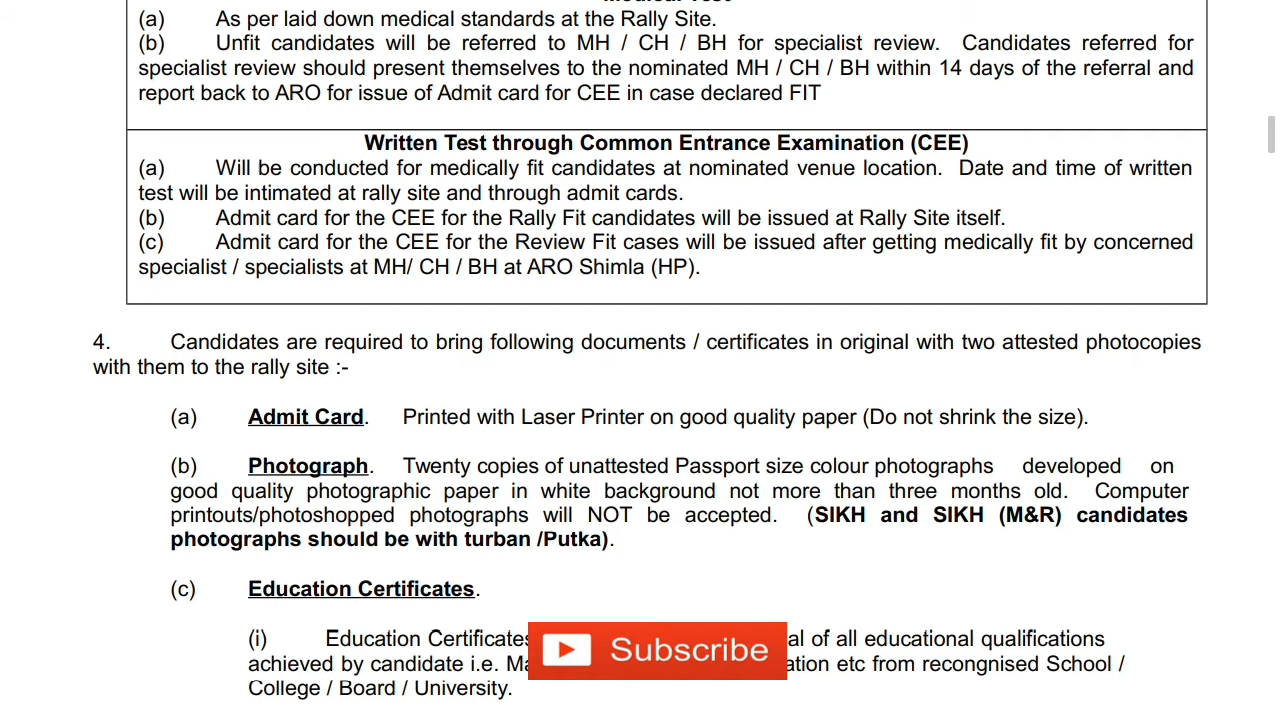 (a) As per laid down medical standards at the Rally Site.
(b) Unfit candidates will be referred to MH / CH / BH for specialist review. Candidates referred for
specialist review should present themselves to the nominated MH / CH / BH within 14 days of the referral and
report back to ARO for issue of Admit card for CEE in case declared FIT
Written Test through Common Entrance Examination (CEE)
(a) Will be conducted for medically fit candidates at nominated venue location. Date and time of written
test will be intimated at rally site and through admit cards.
(b) Admit card for the CEE for the Rally Fit candidates will be issued at Rally Site itself.
(c) Admit card for the CEE for the Review Fit cases will be issued after getting medically fit by concerned
specialist / specialists at MH/ CH / BH at ARO Shimla (HP).
4. Candidates are required to bring following documents / certificates in original with two attested photocopies
with them to the rally site :-
(a) Admit Card. Printed with Laser Printer on good quality paper (Do not shrink the size).
(b) Photograph. Twenty copies of unattested Passport size colour photographs developed on
good quality photographic paper in white background not more than three months old. Computer
printouts/photoshopped photographs will NOT be accepted. (SIKH and SIKH (M&R) candidates
photographs should be with turban /Putka).
(c) Education Certificates.
(i) Education Certificates al of all educational qualifications
achieved by candidate i.e. Ma ation etc from recongnised School /
College / Board / University.
Subscribe